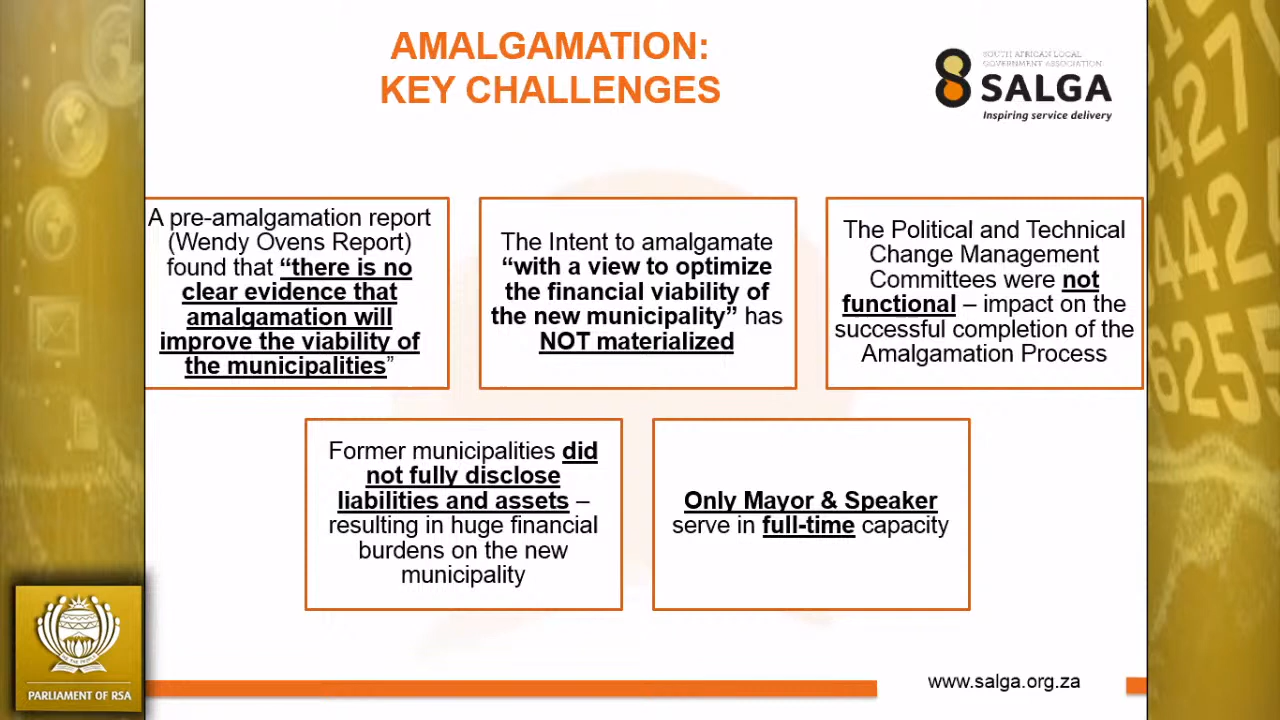 AMALGAMATION:
KEY CHALLENGES
SOUTH AFRICAN LOCAL
GOVERNMENT ASSOCIATION
SALGA
Inspiring service delivery
A pre-amalgamation report
(Wendy Ovens Report)
found that “there is no
clear evidence that
amalgamation will
improve the viability of
the municipalities”
The Intent to amalgamate
“with a view to optimize
the financial viability of
the new municipality” has
NOT materialized
The Political and Technical
Change Management
Committees were not
functional – impact on the
successful completion of the
Amalgamation Process
Former municipalities did
not fully disclose
liabilities and assets –
resulting in huge financial
burdens on the new
municipality
Only Mayor & Speaker
serve in full-time capacity
PARLIAMENT OF RSA
www.salga.org.za
427
442
6255